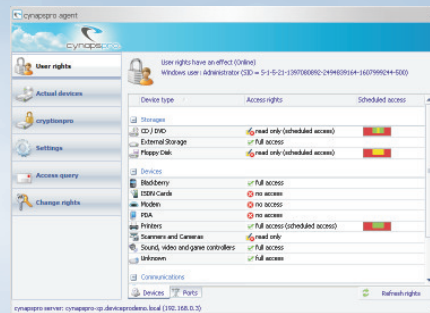 cynapspro agent
cynapspro
User rights have an effect (Online)
Windows user : Administrator (SID = S-1-5-21-1397080892-2494839164-1607999244-500)
User rights
Actual devices
cryptionpro
Settings
Access query
Change rights
Device type Access rights Scheduled access
Storages
CD / DVD read only (scheduled access)
External Storage full access
Floppy Disk read only (scheduled access)
Devices
Blackberry full access
ISDN Cards no access
Modem no access
PDA no access
Printers full access (scheduled access)
Scanners and Cameras read only
Sound, video and game controllers full access
Unknown full access
Communications
Devices Ports Refresh rights
cynapspro server: cynapspro-cp.deviceprodemo.local (192.168.0.3)